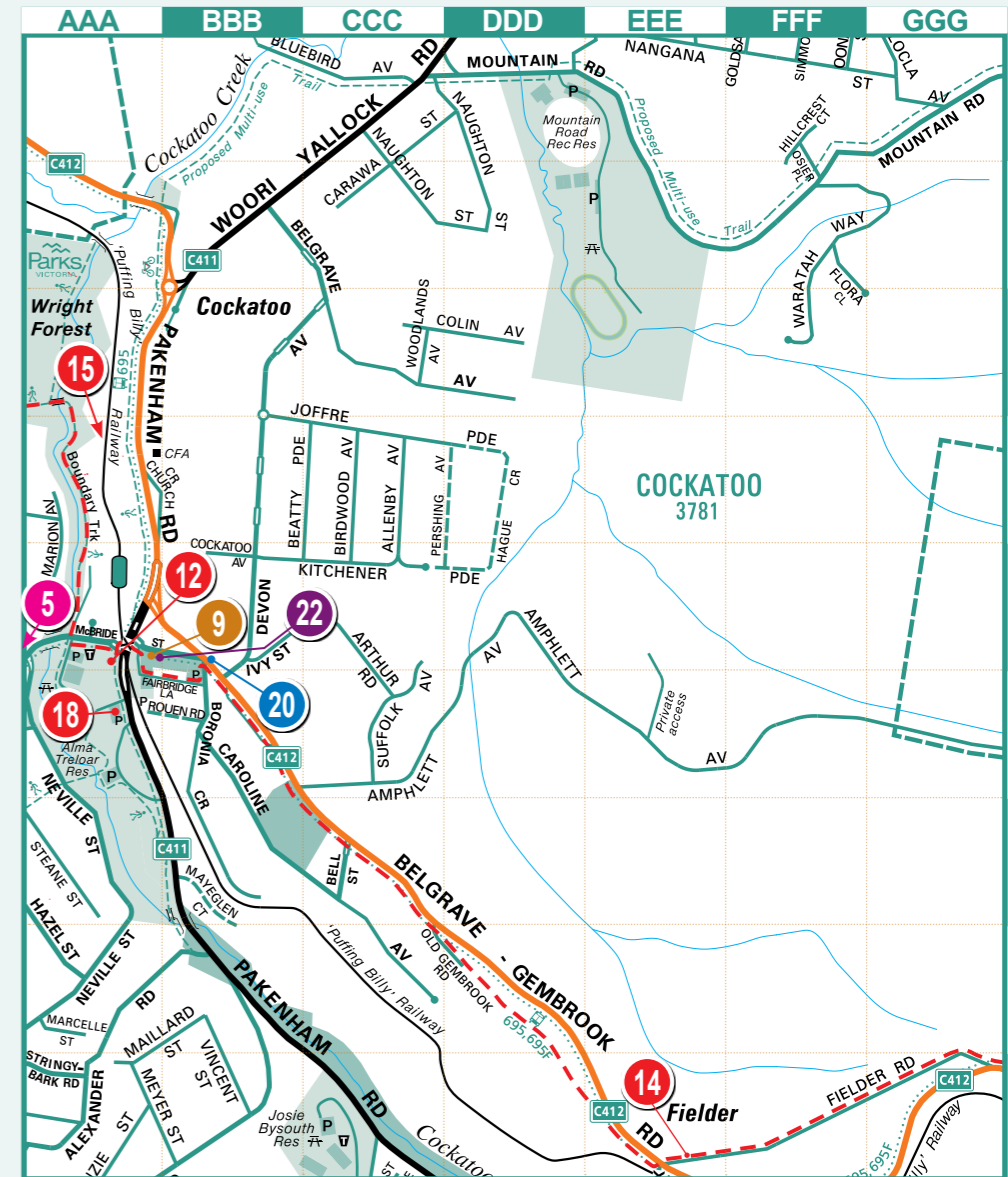 AAA BBB CCC DDD EEE FFF GGG
BLUEBIRD AV
RD
MOUNTAIN RD
NANGANA
ST
Cockatoo Creek
Trail
Proposed Multi-use
WOORI YALLOCK
NAUGHTON
ST
CARAWA ST
NAUGHTON
ST
P
Mountain
Road
Rec Res
P
Proposed
Multi-use
Trail
HILLCREST
CT
OSIER
PL
LOCLA
AV
MOUNTAIN RD
C412
C411
Parks
VICTORIA
Wright
Forest
'Puffing Billy'
Railway
Cockatoo
BELGRAVE
AV
WOODLANDS
AV
COLIN AV
AV
WARATAH WAY
FLORA
CL
PAKENHAM
RD
695
15
CFA
CHURCH CR
Boundary Trk
MARION AV
JOFFRE PDE
BEATTY PDE
BIRDWOOD AV
ALLENBY AV
PERSHING AV
HAGUE CR
KITCHENER PDE
COCKATOO
AV
COCKATOO
3781
DEVON
5
12
9
22
McBRIDE ST
P
P
FAIRBRIDGE
LA
P ROUEN RD
IVY ST
20
ARTHUR
RD
SUFFOLK AV
AMPHLETT
AV
AMPHLETT
AV
Private
access
18
P
Alma
Treloar
Res
P
BORONIA
CR
CAROLINE
AV
C412
C411
NEVILLE ST
STEANE ST
HAZEL ST
NEVILLE ST
MAYEGLEN
CT
BELL
ST
BELGRAVE - GEMBROOK
RD
OLD GEMBROOK
RD
'Puffing Billy' Railway
695,695F
PAKENHAM
RD
MARCELLE
ST
STRINGY-
BARK RD
ALEXANDER
RD
MAILLARD
ST
VINCENT
ST
MEYER ST
ST
Josie
Bysouth
Res
P
ST
14
C412
Fielder
FIELDER RD
C412